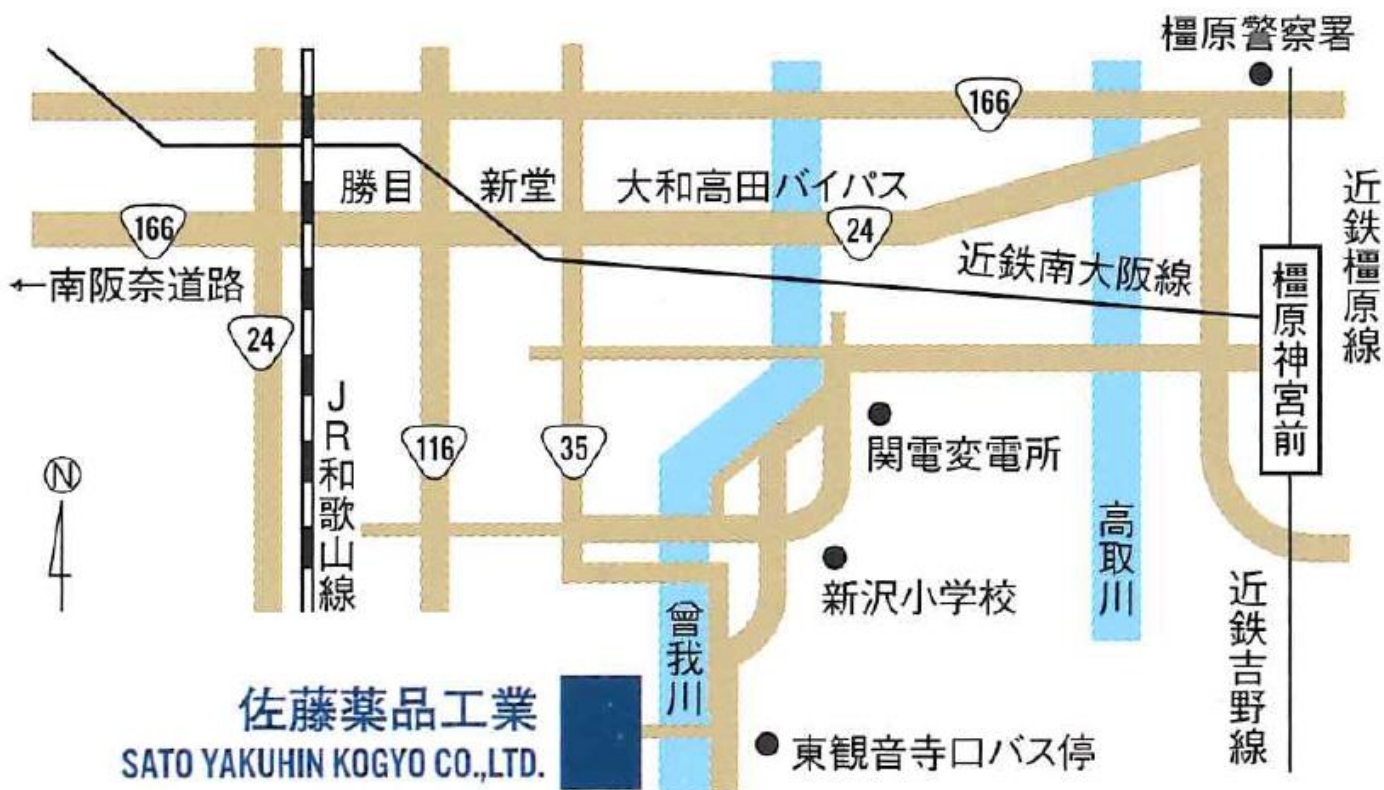 橿原警察署
166
勝目
新堂
大和高田バイパス
166
24
近鉄南大阪線
近鉄橿原線
←南阪奈道路
橿原神宮前
24
JR和歌山線
116
35
関電変電所
N
高取川
新沢小学校
曾我川
近鉄吉野線
佐藤薬品工業
SATO YAKUHIN KOGYO CO.,LTD.
東観音寺口バス停